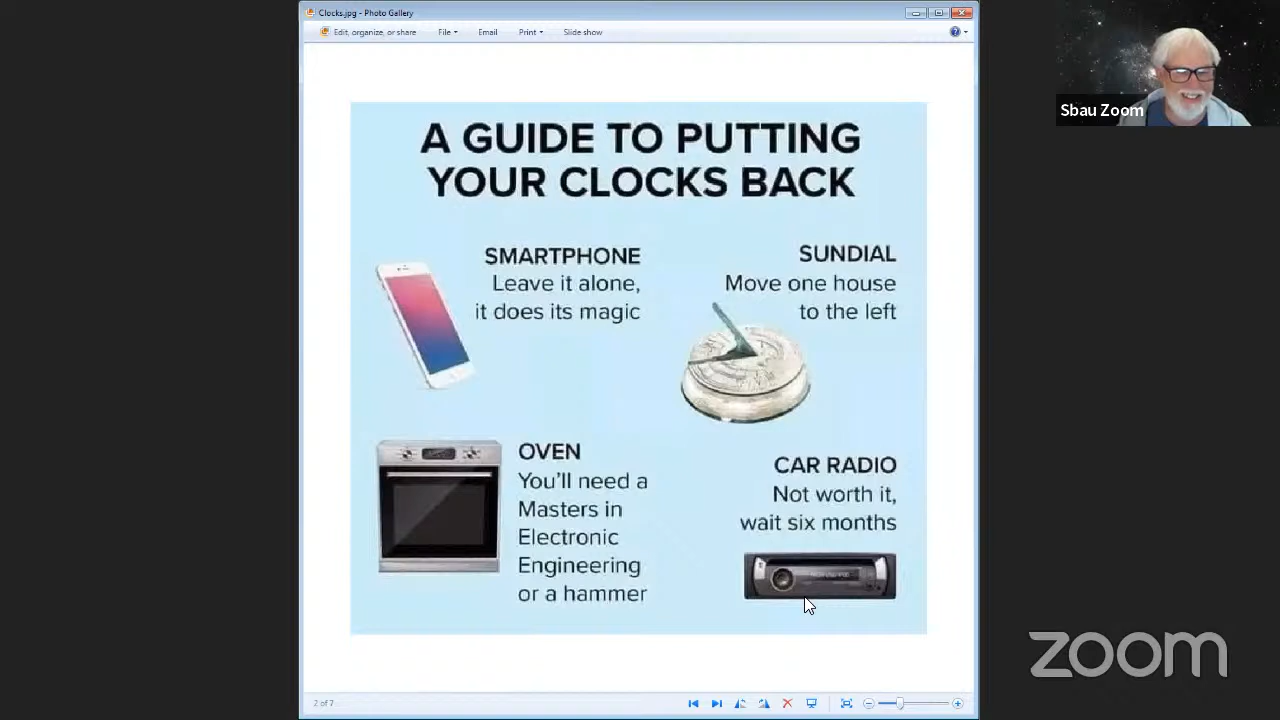 Clocks.jpg - Photo Gallery
Edit, organize, or share
File
Email
Print
Slide show
Sbau Zoom
A GUIDE TO PUTTING
YOUR CLOCKS BACK
SMARTPHONE
Leave it alone,
it does its magic
SUNDIAL
Move one house
to the left
OVEN
You'll need a
Masters in
Electronic
Engineering
or a hammer
CAR RADIO
Not worth it,
wait six months
zoom
2 of 7